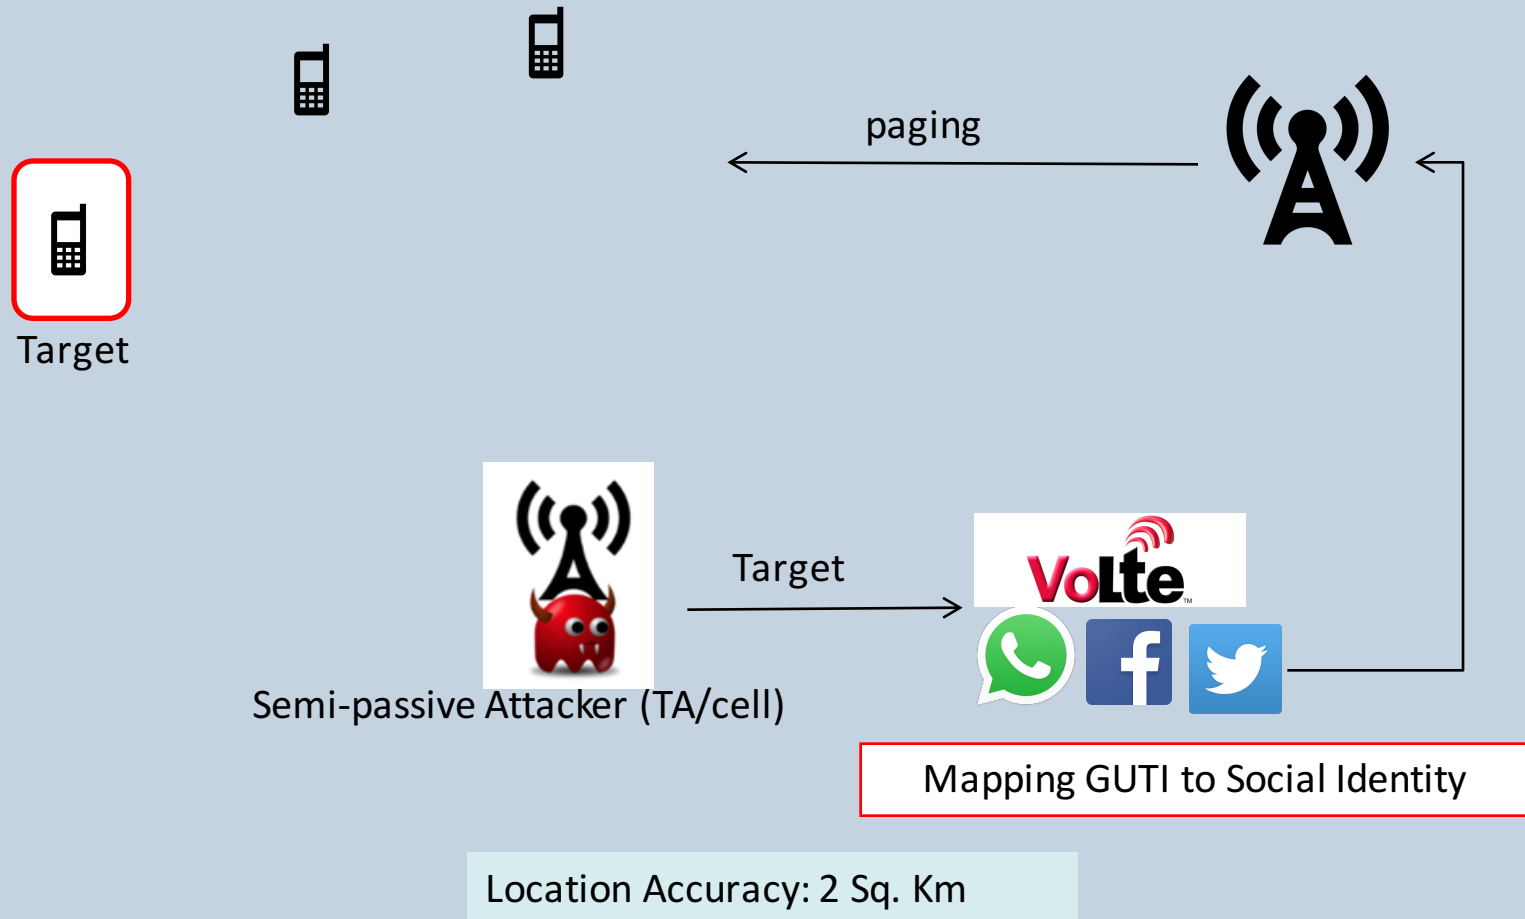 paging
Target
Target
VoLte
Semi-passive Attacker (TA/cell)
Mapping GUTI to Social Identity
Location Accuracy: 2 Sq. Km